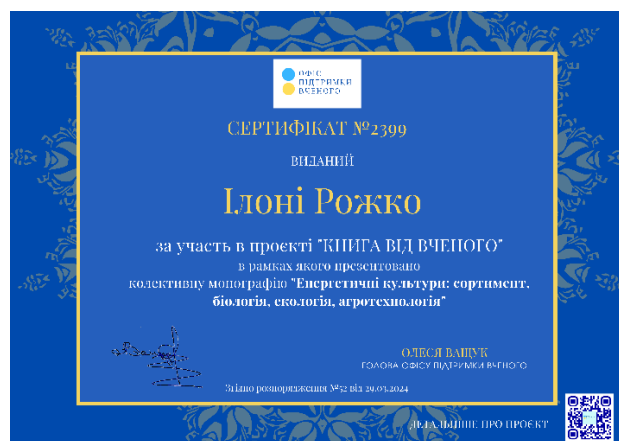 ОФІС
ПІДТРИМКИ
ВЧЕНОГО
СЕРТИФІКАТ №2399
ВИДАНИЙ
Ілоні Рожко
за участь в проєкті "КНИГА ВІД ВЧЕНОГО"
в рамках якого презентовано
колективну монографію "Енергетичні культури: сортимент,
біологія, екологія, агротехнологія"
ОЛЕСЯ ВАЩУК
ГОЛОВА ОФІСУ ПІДТРИМКИ ВЧЕНОГО
Згідно розпорядження №52 від 29.03.2024
ДЕТАЛЬНІШЕ ПРО ПРОЄКТ